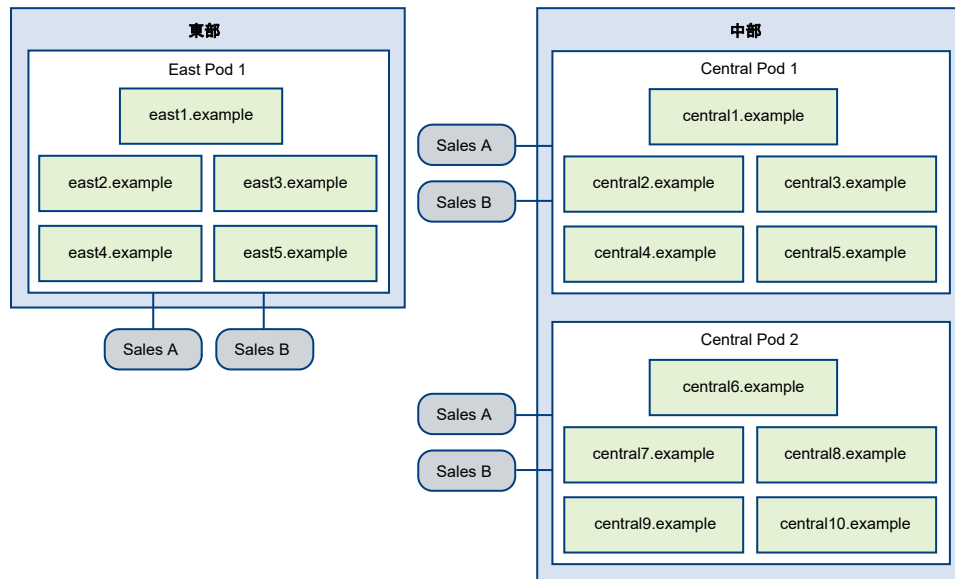 東部
East Pod 1
east1.example
east2.example
east3.example
east4.example
east5.example
Sales A
Sales B
中部
Central Pod 1
central1.example
Sales A
central2.example
central3.example
Sales B
central4.example
central5.example
Central Pod 2
central6.example
Sales A
central7.example
central8.example
Sales B
central9.example
central10.example